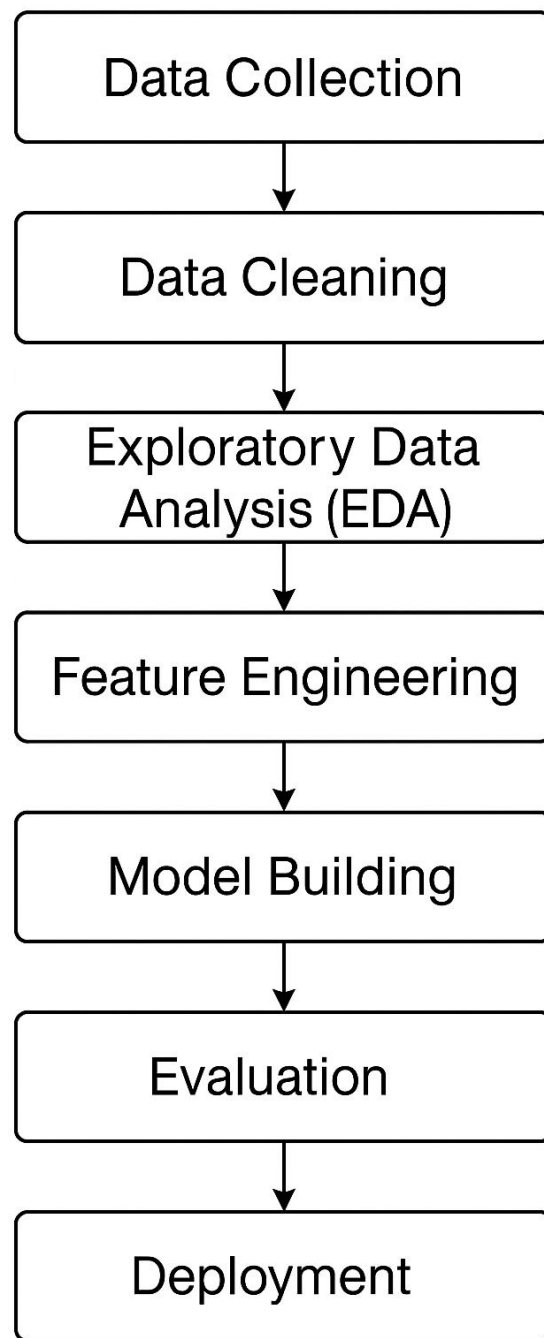 Data Collection
Data Cleaning
Exploratory Data
Analysis (EDA)
Feature Engineering
Model Building
Evaluation
Deployment